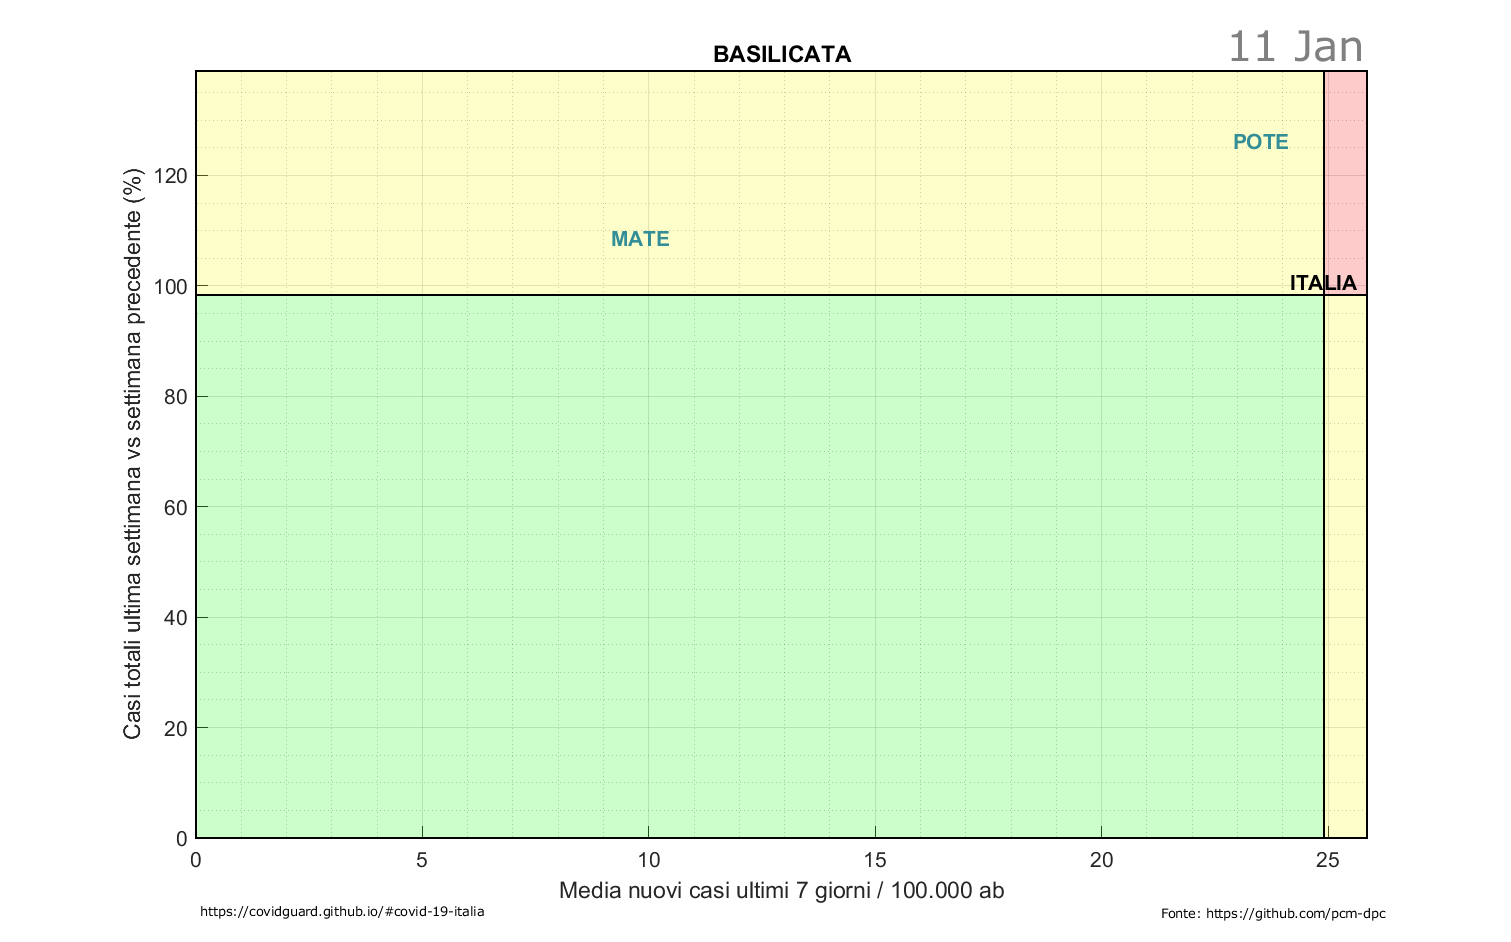 11 Jan
BASILICATA
POTE
MATE
ITALIA
Casi totali ultima settimana vs settimana precedente (%)
120
100
80
60
40
20
0
0 5 10 15 20 25
Media nuovi casi ultimi 7 giorni / 100.000 ab
https://covidguard.github.io/#covid-19-italia
Fonte: https://github.com/pcm-dpc